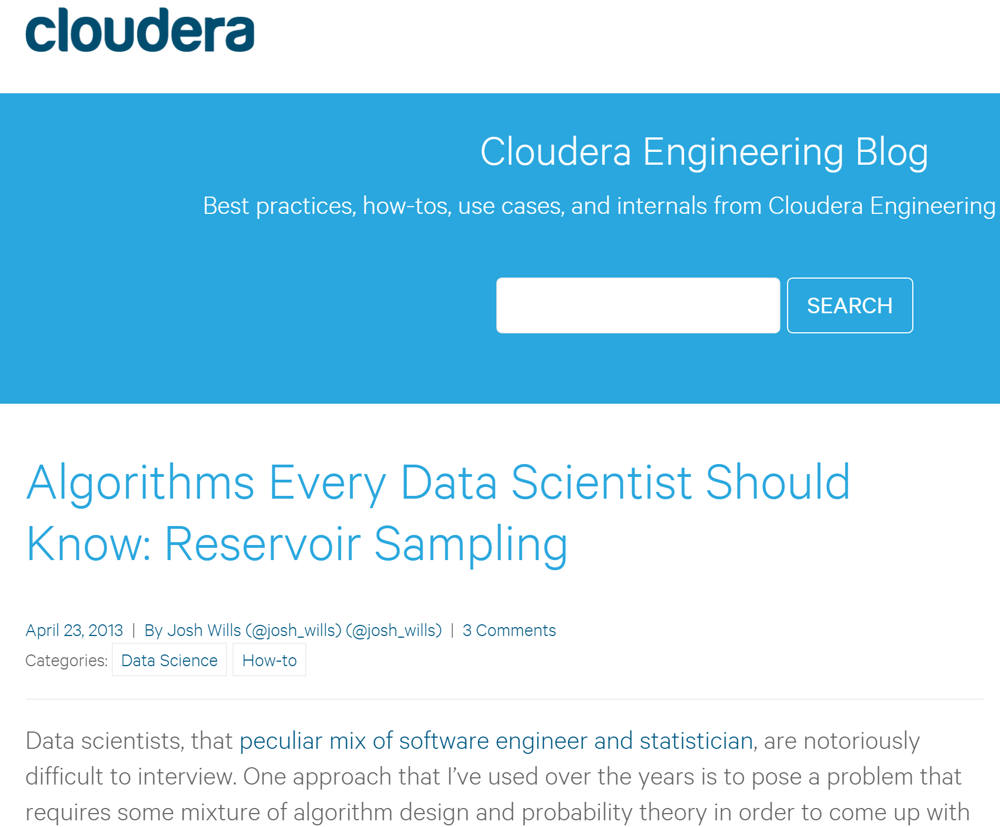 cloudera
Cloudera Engineering Blog
Best practices, how-tos, use cases, and internals from Cloudera Engineering
SEARCH
Algorithms Every Data Scientist Should
Know: Reservoir Sampling
April 23, 2013 | By Josh Wills (@josh_wills) (@josh_wills) | 3 Comments
Categories: Data Science How-to
Data scientists, that peculiar mix of software engineer and statistician, are notoriously
difficult to interview. One approach that I’ve used over the years is to pose a problem that
requires some mixture of algorithm design and probability theory in order to come up with